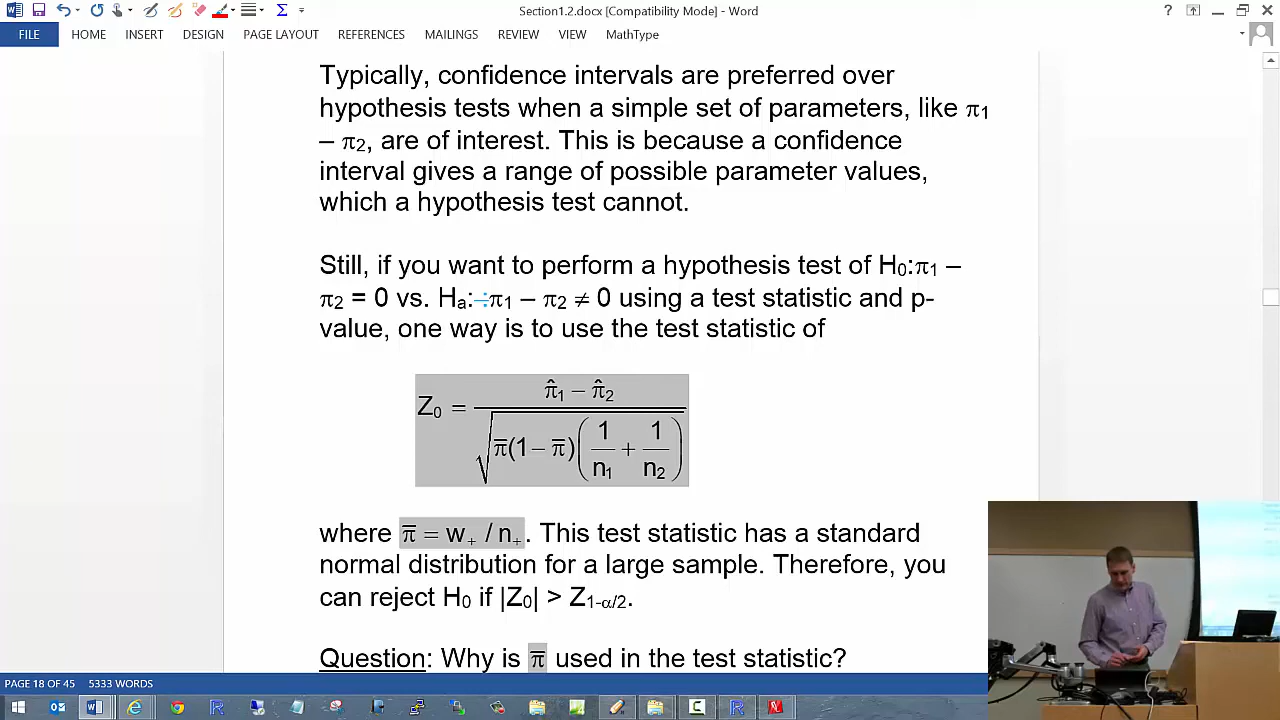 Section1.2.docx [Compatibility Mode] - Word
FILE HOME INSERT DESIGN PAGE LAYOUT REFERENCES MAILINGS REVIEW VIEW MathType
Typically, confidence intervals are preferred over
hypothesis tests when a simple set of parameters, like π1
– π2, are of interest. This is because a confidence
interval gives a range of possible parameter values,
which a hypothesis test cannot.
Still, if you want to perform a hypothesis test of H0:π1 –
π2 = 0 vs. Ha:÷π1 – π2 ≠ 0 using a test statistic and p-
value, one way is to use the test statistic of
Z0 = (π̂1 − π̂2) / √(π̄(1 − π̄)(1/n1 + 1/n2))
where π̄ = w+ / n+. This test statistic has a standard
normal distribution for a large sample. Therefore, you
can reject H0 if |Z0| > Z1-α/2.
Question: Why is π̄ used in the test statistic?
PAGE 18 OF 45 5333 WORDS